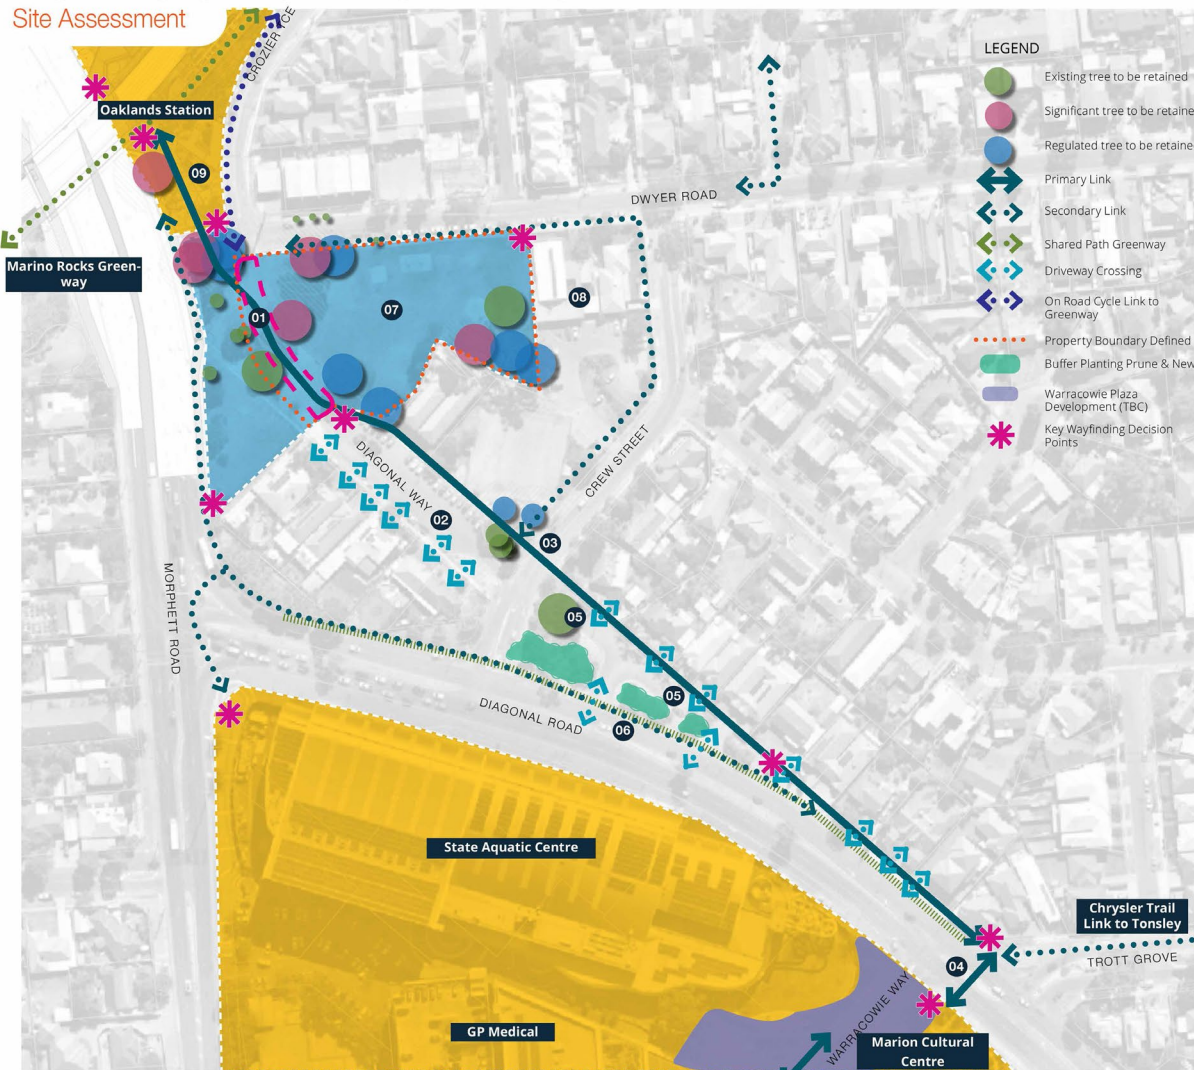 Site Assessment
CROZIER TCE
LEGEND
Existing tree to be retained
Significant tree to be retaine
Regulated tree to be retaine
Primary Link
Secondary Link
Shared Path Greenway
Driveway Crossing
On Road Cycle Link to
Greenway
Property Boundary Defined
Buffer Planting Prune & New
Warracowie Plaza
Development (TBC)
Key Wayfinding Decision
Points
Oaklands Station
09
DWYER ROAD
Marino Rocks Green-
way
07
08
01
DIAGONAL WAY
CREW STREET
02
03
MORPHETT ROAD
05
05
DIAGONAL ROAD
06
State Aquatic Centre
Chrysler Trail
Link to Tonsley
TROTT GROVE
04
WARRACOWIE WAY
GP Medical
Marion Cultural
Centre